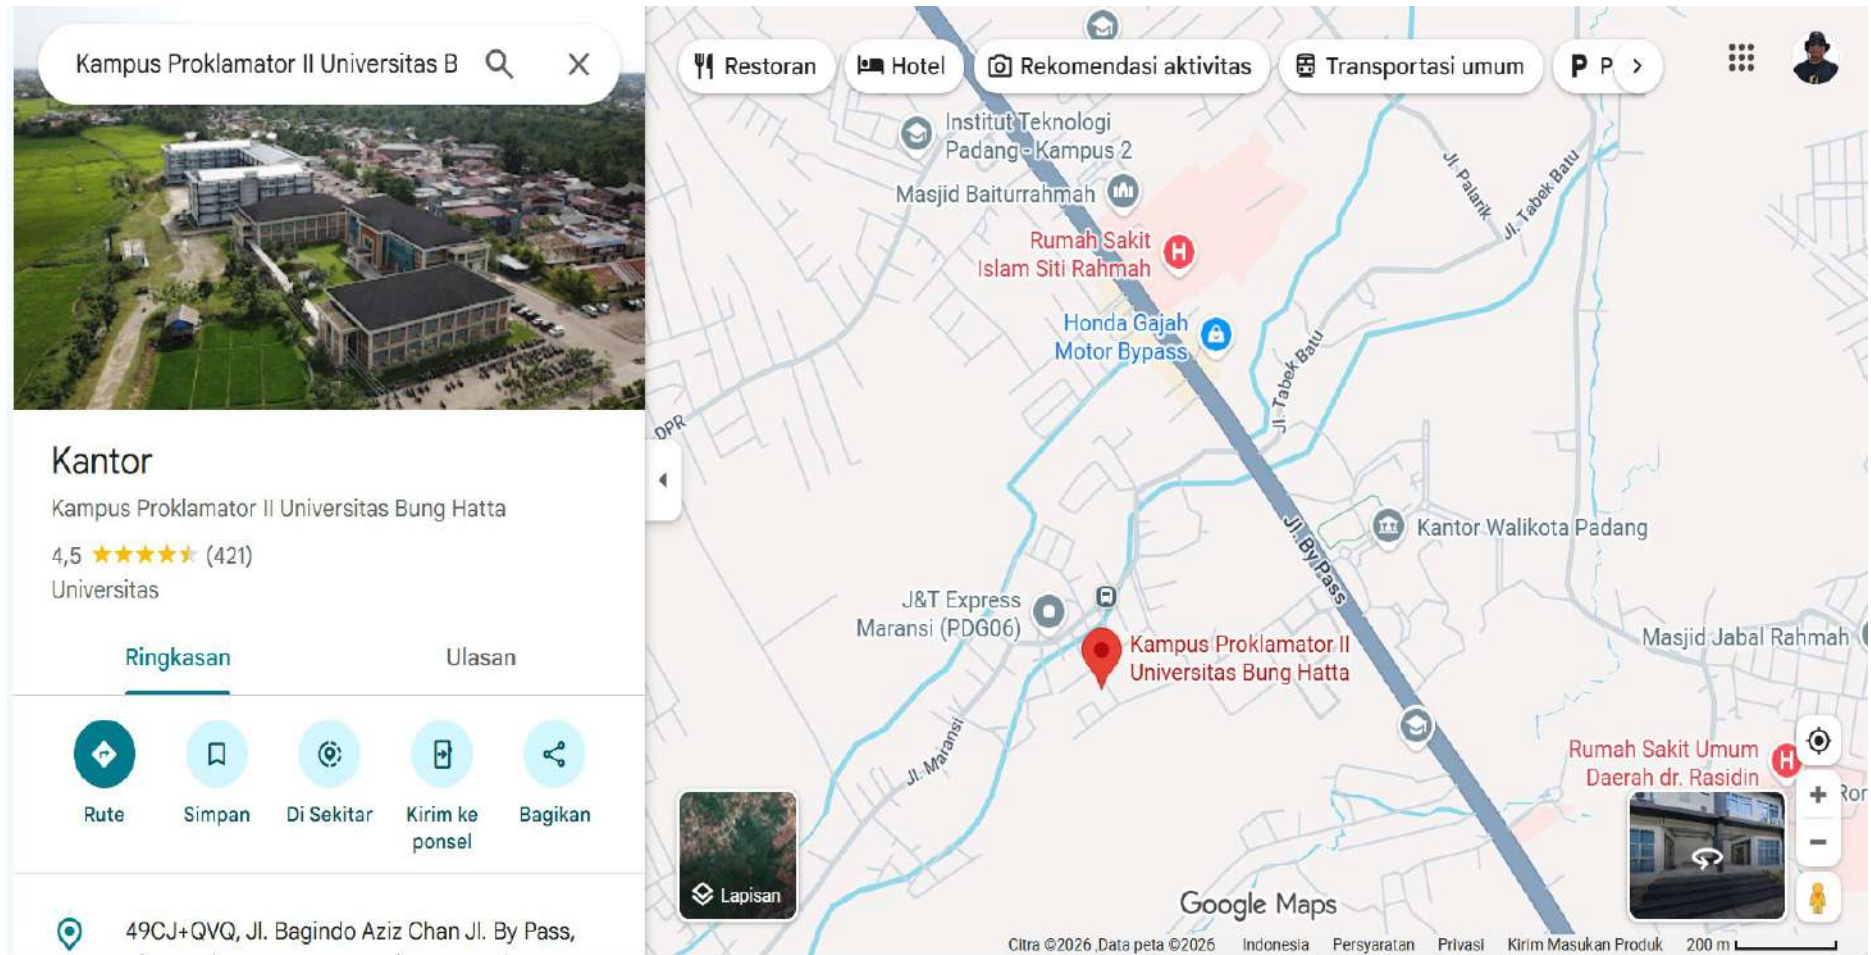 Kampus Proklamator II Universitas B
Kantor
Kampus Proklamator II Universitas Bung Hatta
4,5 (421)
Universitas
Ringkasan
Ulasan
Rute
Simpan
Di Sekitar
Kirim ke
ponsel
Bagikan
49CJ+QVQ, Jl. Bagindo Aziz Chan Jl. By Pass,
Restoran
Hotel
Rekomendasi aktivitas
Transportasi umum
P P
Institut Teknologi
Padang - Kampus 2
Masjid Baiturrahmah
Rumah Sakit
Islam Siti Rahmah
H
Honda Gajah
Motor Bypass
Jl. Palarik
Jl. Tabek Batu
Jl. Tabek Batu
DPR
Jl. By Pass
Kantor Walikota Padang
J&T Express
Maransi (PDG06)
Kampus Proklamator II
Universitas Bung Hatta
Masjid Jabal Rahmah
Jl. Maransi
Rumah Sakit Umum
Daerah dr. Rasidin
H
Ror
Lapisan
Google Maps
Citra ©2026 ,Data peta ©2026 Indonesia Persyaratan Privasi Kirim Masukan Produk 200 m